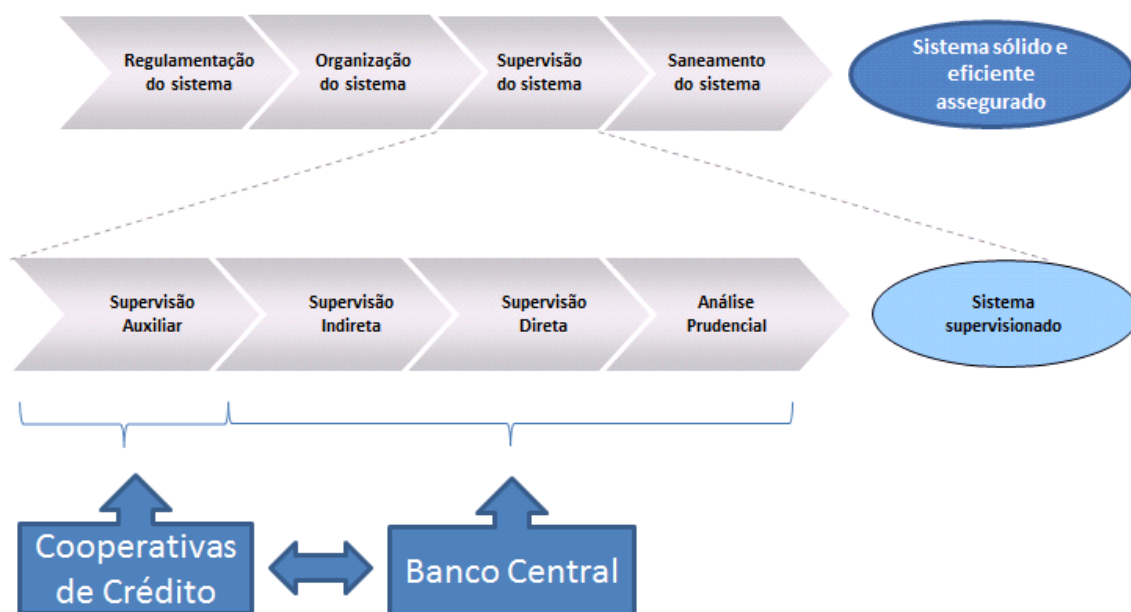 Regulamentação
do sistema
Organização
do sistema
Supervisão
do sistema
Saneamento
do sistema
Sistema sólido e
eficiente
assegurado
Supervisão
Auxiliar
Supervisão
Indireta
Supervisão
Direta
Análise
Prudencial
Sistema
supervisionado
Cooperativas
de Crédito
Banco Central